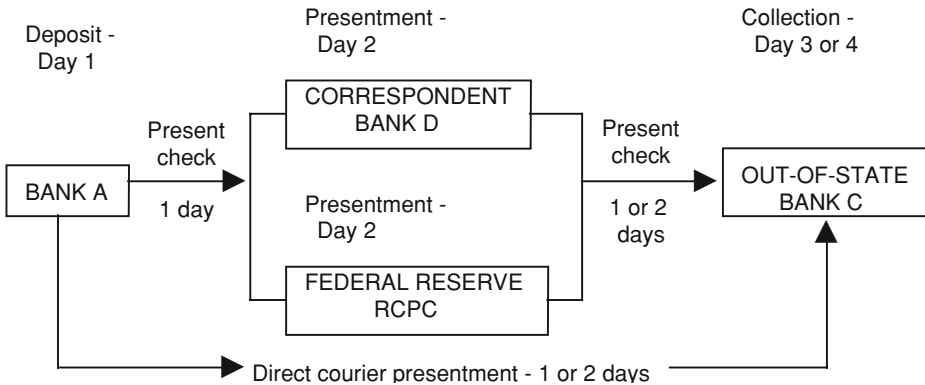 Deposit -
Day 1
Presentment -
Day 2
Collection -
Day 3 or 4
CORRESPONDENT
BANK D
Present
check
1 day
BANK A
Presentment -
Day 2
FEDERAL RESERVE
RCPC
Present
check
1 or 2
days
OUT-OF-STATE
BANK C
Direct courier presentment - 1 or 2 days